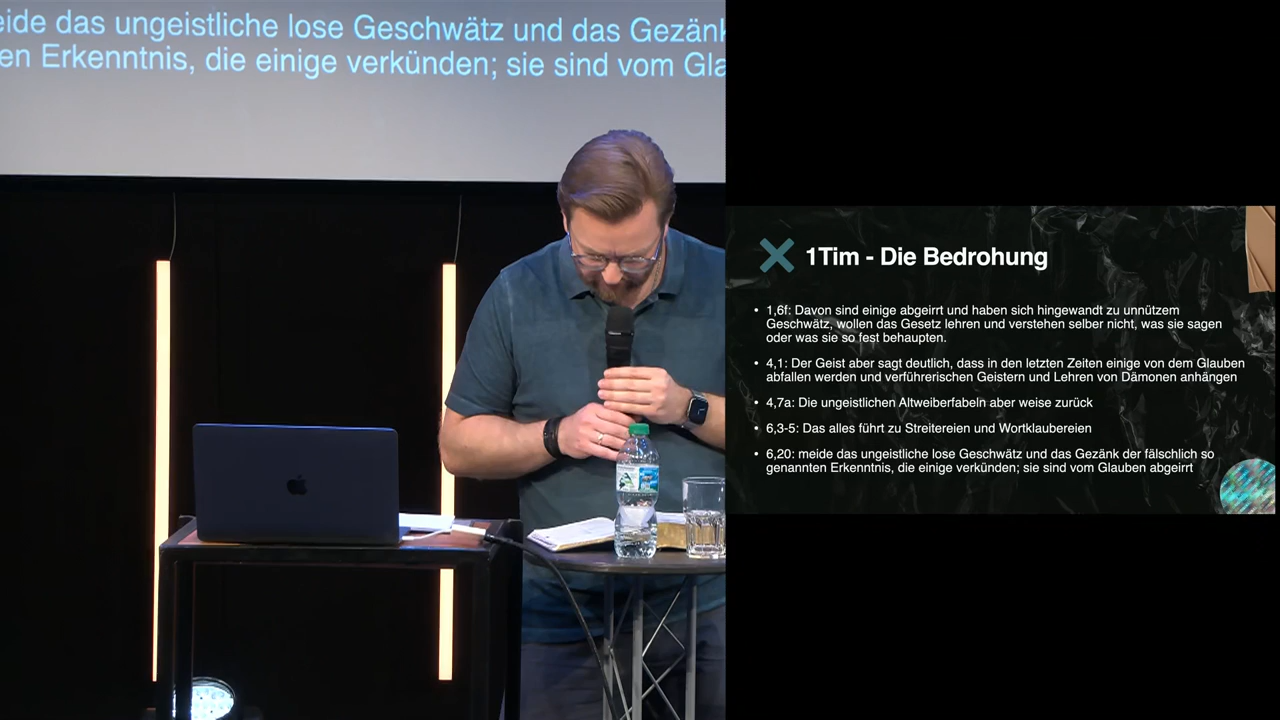 eide das ungeistliche lose Geschwätz und das Gezänk
en Erkenntnis, die einige verkünden; sie sind vom Gla
1Tim - Die Bedrohung
• 1,6f: Davon sind einige abgeirrt und haben sich hingewandt zu unnützem
Geschwätz, wollen das Gesetz lehren und verstehen selber nicht, was sie sagen
oder was sie so fest behaupten.
• 4,1: Der Geist aber sagt deutlich, dass in den letzten Zeiten einige von dem Glauben
abfallen werden und verführerischen Geistern und Lehren von Dämonen anhängen
• 4,7a: Die ungeistlichen Altweiberfabeln aber weise zurück
• 6,3-5: Das alles führt zu Streitereien und Wortklaubereien
• 6,20: meide das ungeistliche lose Geschwätz und das Gezänk der fälschlich so
genannten Erkenntnis, die einige verkünden; sie sind vom Glauben abgeirrt